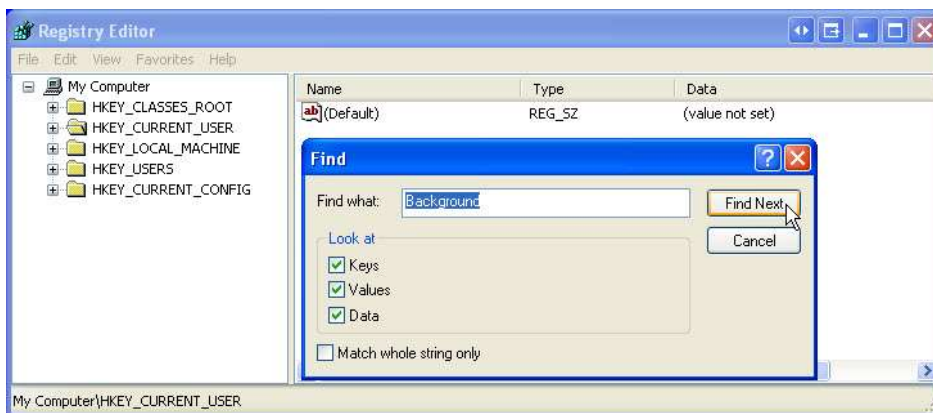 Registry Editor
File Edit View Favorites Help
My Computer
HKEY_CLASSES_ROOT
HKEY_CURRENT_USER
HKEY_LOCAL_MACHINE
HKEY_USERS
HKEY_CURRENT_CONFIG
Name Type Data
ab (Default) REG_SZ (value not set)
Find
Find what: Background Find Next
Look at Cancel
Keys
Values
Data
Match whole string only
My Computer\HKEY_CURRENT_USER